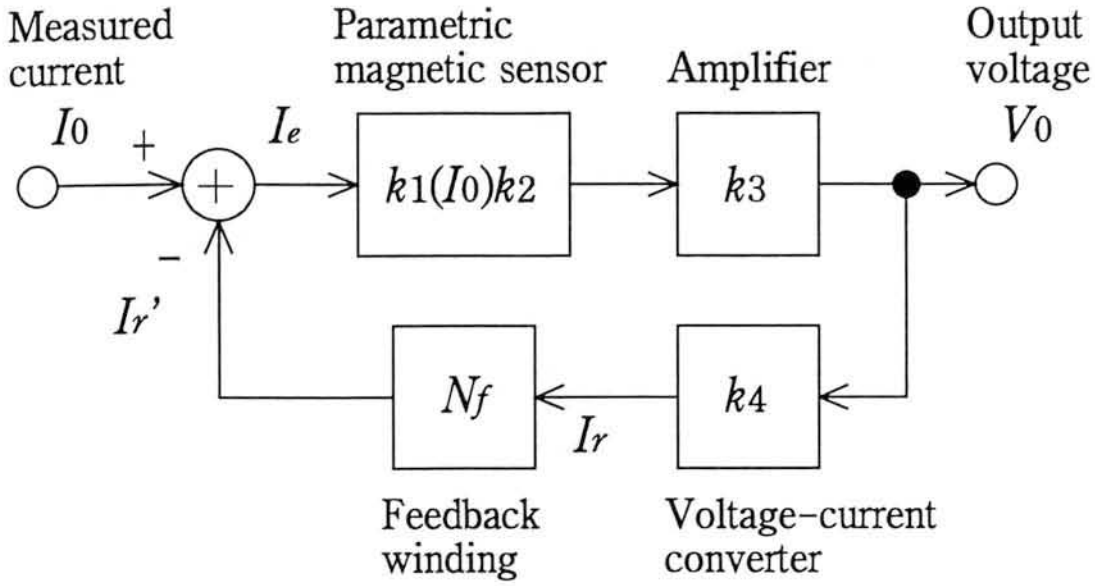 Measured
current
Parametric
magnetic sensor
Amplifier
Output
voltage
I0
+
Ie
V0
+
k1(I0)k2
k3
−
Ir'
Nf
Ir
k4
Feedback
winding
Voltage-current
converter